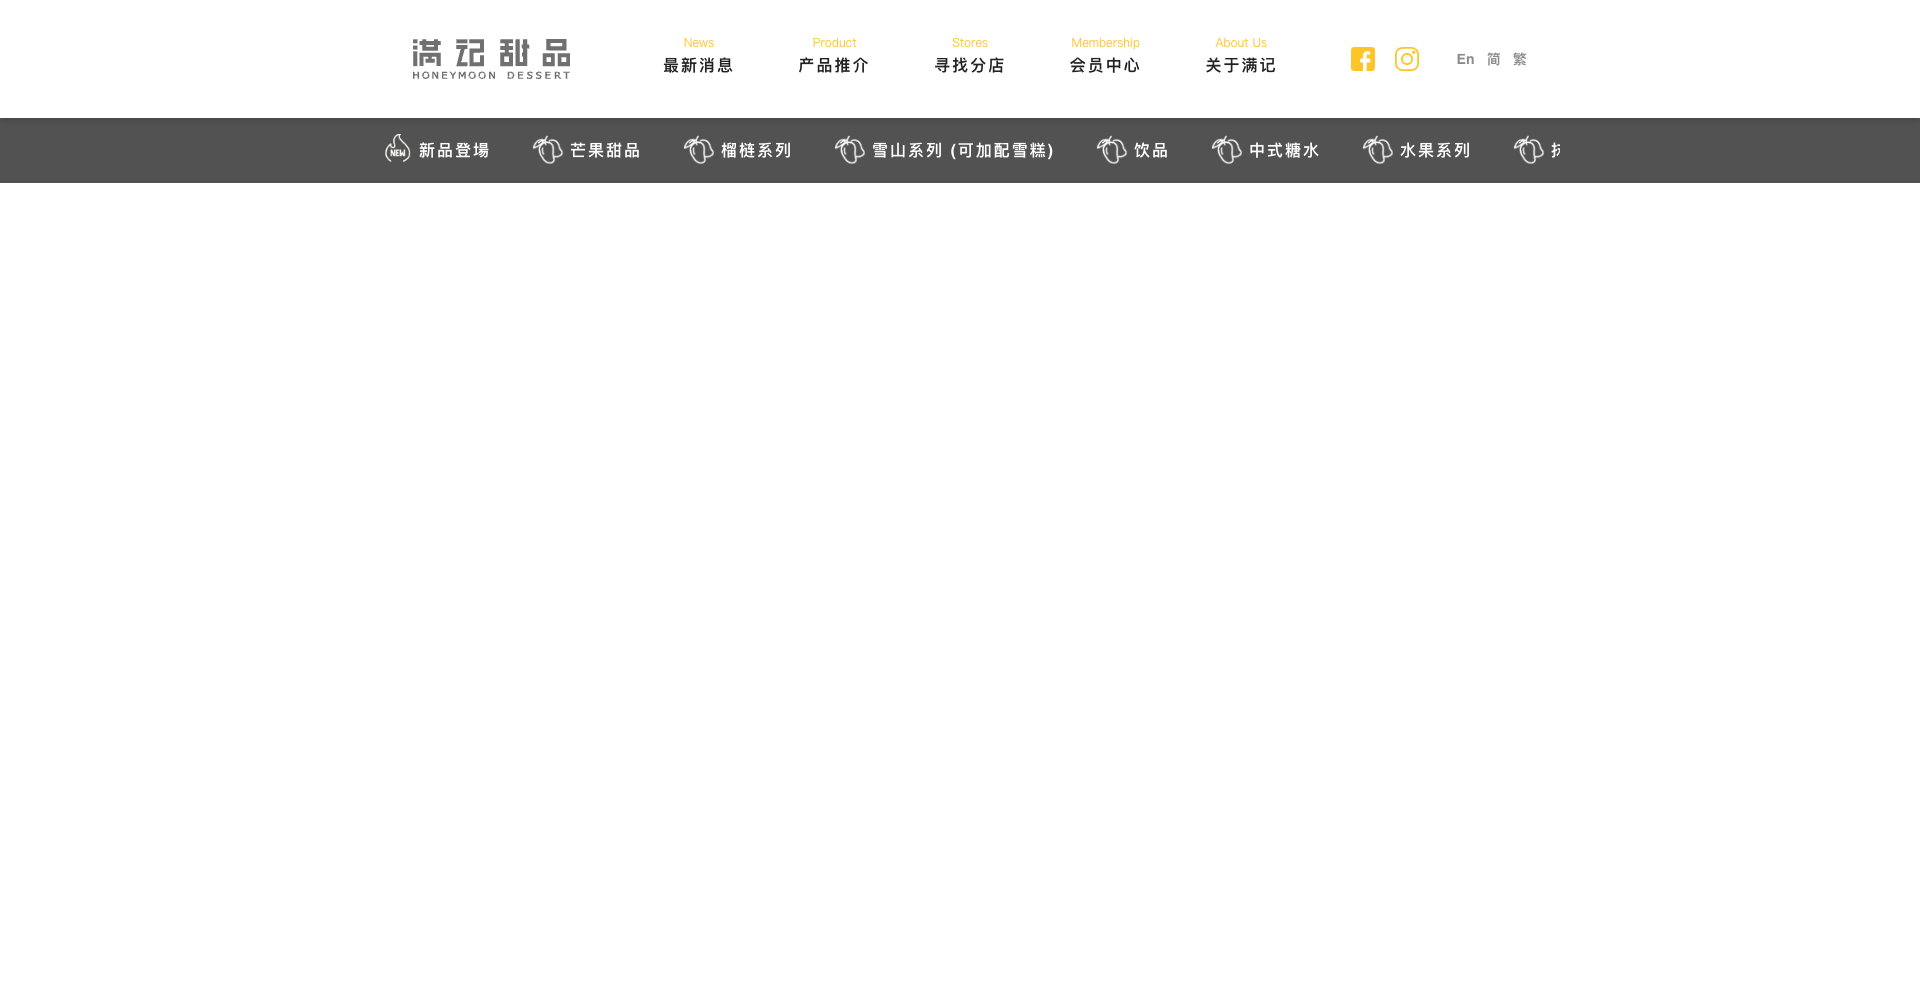 满记甜品
HONEYMOON DESSERT
News
最新消息
Product
产品推介
Stores
寻找分店
Membership
会员中心
About Us
关于满记
En 简 繁
NEW 新品登場
芒果甜品
榴梿系列
雪山系列 (可加配雪糕)
饮品
中式糖水
水果系列